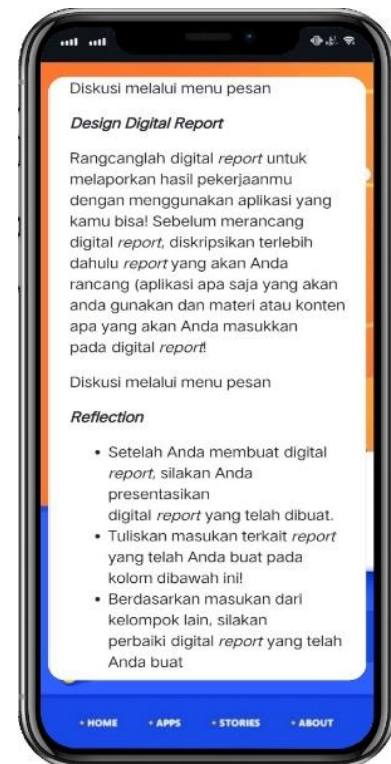 Diskusi melalui menu pesan
Design Digital Report
Rangcanglah digital report untuk
melaporkan hasil pekerjaanmu
dengan menggunakan aplikasi yang
kamu bisa! Sebelum merancang
digital report, diskripsikan terlebih
dahulu report yang akan Anda
rancang (aplikasi apa saja yang akan
anda gunakan dan materi atau konten
apa yang akan Anda masukkan
pada digital report!
Diskusi melalui menu pesan
Reflection
• Setelah Anda membuat digital
report, silakan Anda
presentasikan
digital report yang telah dibuat.
• Tuliskan masukan terkait report
yang telah Anda buat pada
kolom dibawah ini!
• Berdasarkan masukan dari
kelompok lain, silakan
perbaiki digital report yang telah
Anda buat
• HOME • APPS • STORIES • ABOUT